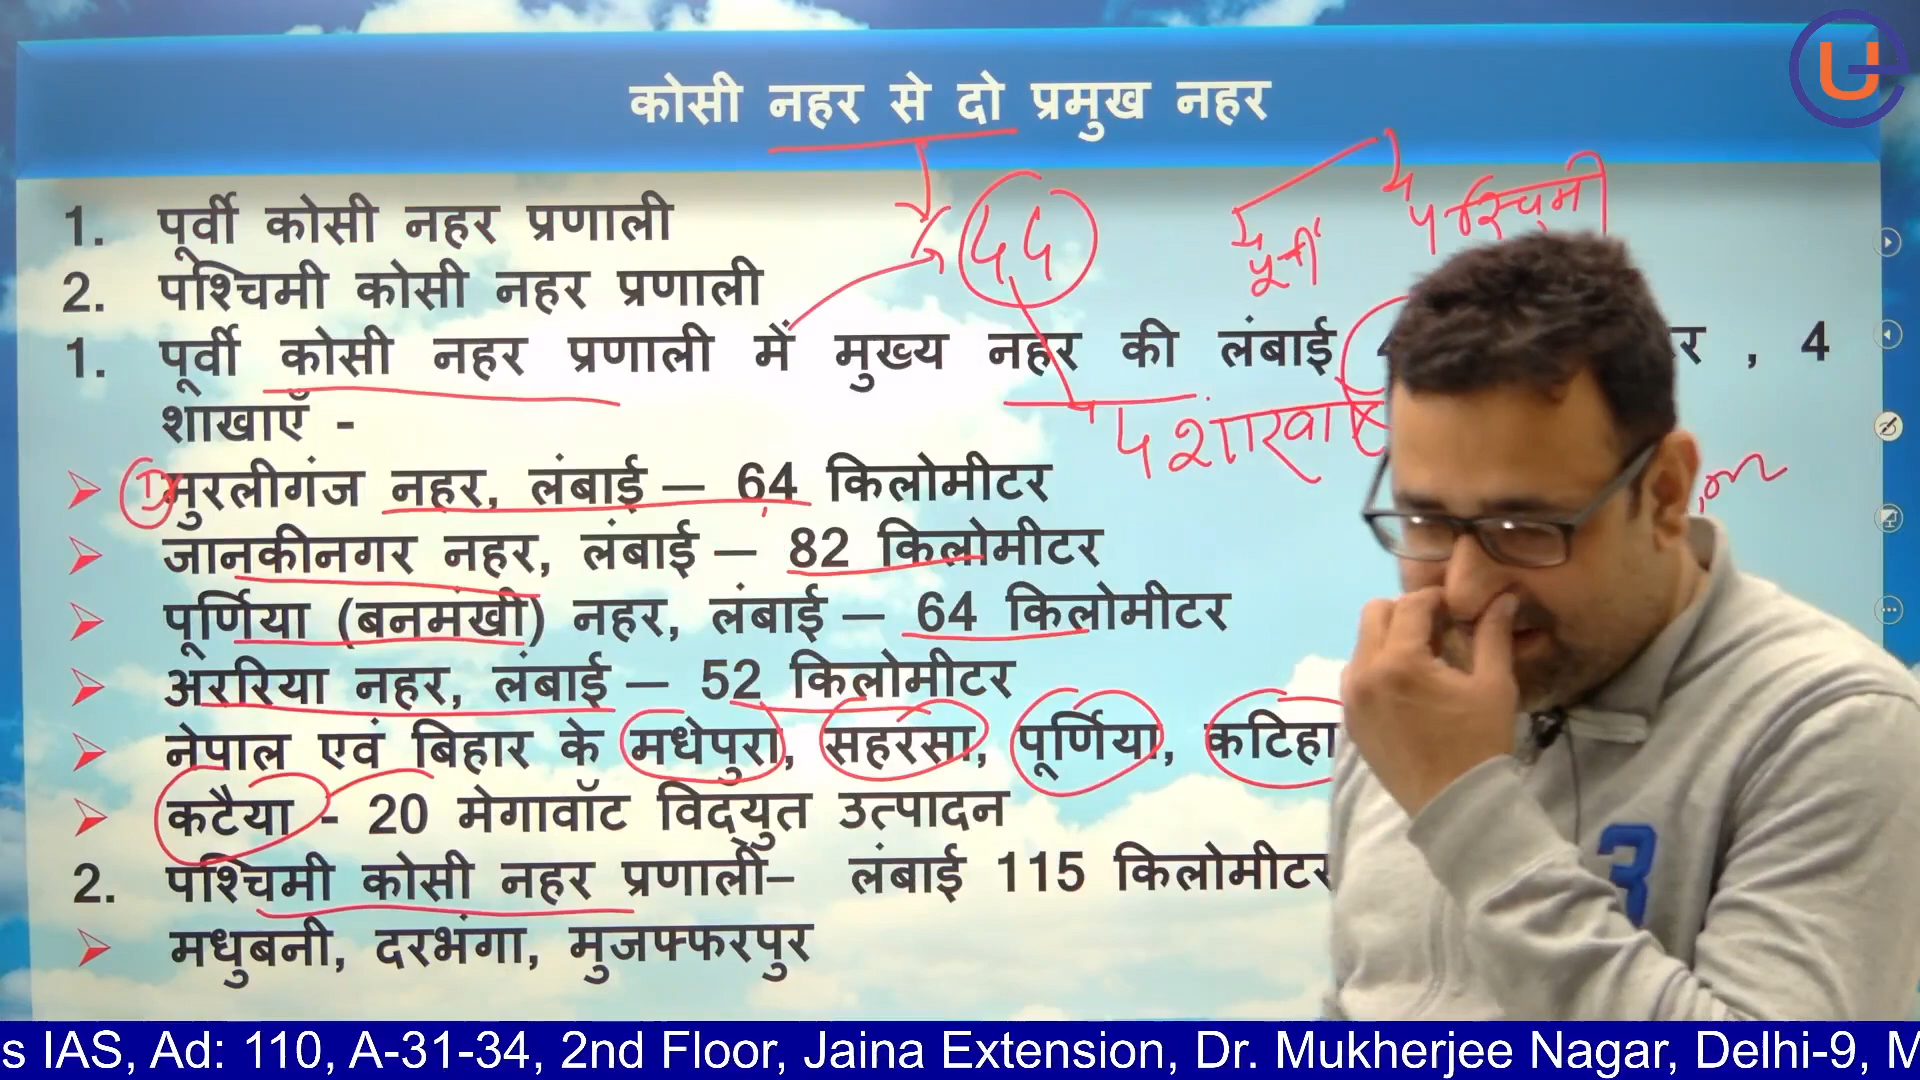 कोसी नहर से दो प्रमुख नहर
1. पूर्वी कोसी नहर प्रणाली
2. पश्चिमी कोसी नहर प्रणाली
44
पूर्वी
पश्चिमी
1. पूर्वी कोसी नहर प्रणाली में मुख्य नहर की लंबाई , 4
शाखाएँ -
4 शाखाएँ
मुरलीगंज नहर, लंबाई – 64 किलोमीटर
जानकीनगर नहर, लंबाई – 82 किलोमीटर
पूर्णिया (बनमंखी) नहर, लंबाई – 64 किलोमीटर
अररिया नहर, लंबाई – 52 किलोमीटर
नेपाल एवं बिहार के मधेपुरा, सहरसा, पूर्णिया,
कटैया - 20 मेगावॉट विद्युत उत्पादन
2. पश्चिमी कोसी नहर प्रणाली– लंबाई 115 किलोमीटर
मधुबनी, दरभंगा, मुजफ्फरपुर
3
s IAS, Ad: 110, A-31-34, 2nd Floor, Jaina Extension, Dr. Mukherjee Nagar, Delhi-9, M